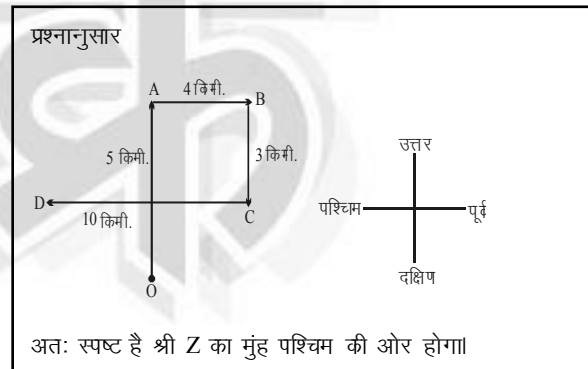 प्रश्नानुसार
A 4 किमी. B
उत्तर
5 किमी. 3 किमी.
D पश्चिम पूर्व
10 किमी. C
दक्षिण
O
अतः स्पष्ट है श्री Z का मुंह पश्चिम की ओर होगा।